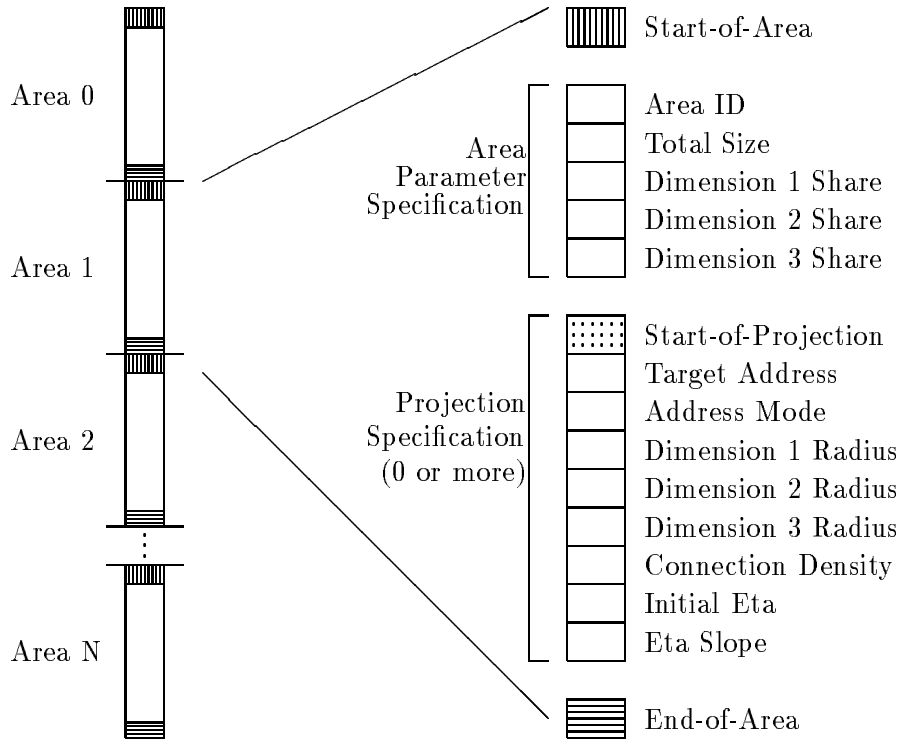 Area 0
Area 1
Area 2
Area N
Start-of-Area
Area
Parameter
Specification
Area ID
Total Size
Dimension 1 Share
Dimension 2 Share
Dimension 3 Share
Projection
Specification
(0 or more)
Start-of-Projection
Target Address
Address Mode
Dimension 1 Radius
Dimension 2 Radius
Dimension 3 Radius
Connection Density
Initial Eta
Eta Slope
End-of-Area